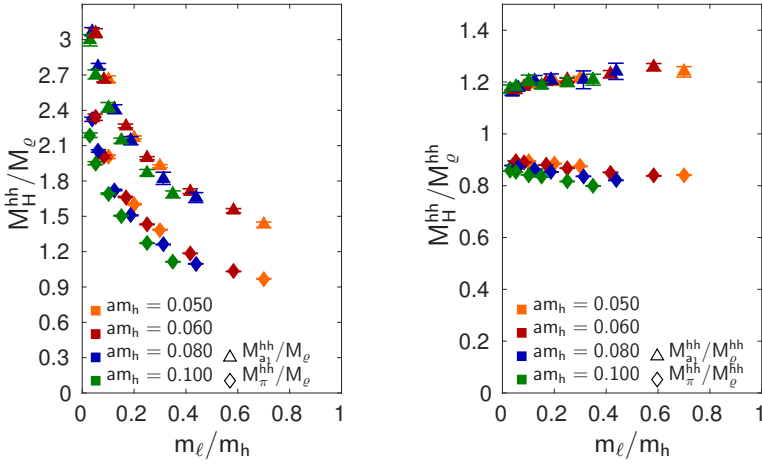 M_H^hh/M_ϱ
3
2.7
2.4
2.1
1.8
1.5
1.2
0.9
0.6
0.3
0
am_h = 0.050
am_h = 0.060
am_h = 0.080
am_h = 0.100
M_a1^hh/M_ϱ
M_π^hh/M_ϱ
0 0.2 0.4 0.6 0.8 1
m_ℓ/m_h
M_H^hh/M_ϱ^hh
1.4
1.2
1
0.8
0.6
0.4
0.2
0
am_h = 0.050
am_h = 0.060
am_h = 0.080
am_h = 0.100
M_a1^hh/M_ϱ^hh
M_π^hh/M_ϱ^hh
0 0.2 0.4 0.6 0.8 1
m_ℓ/m_h